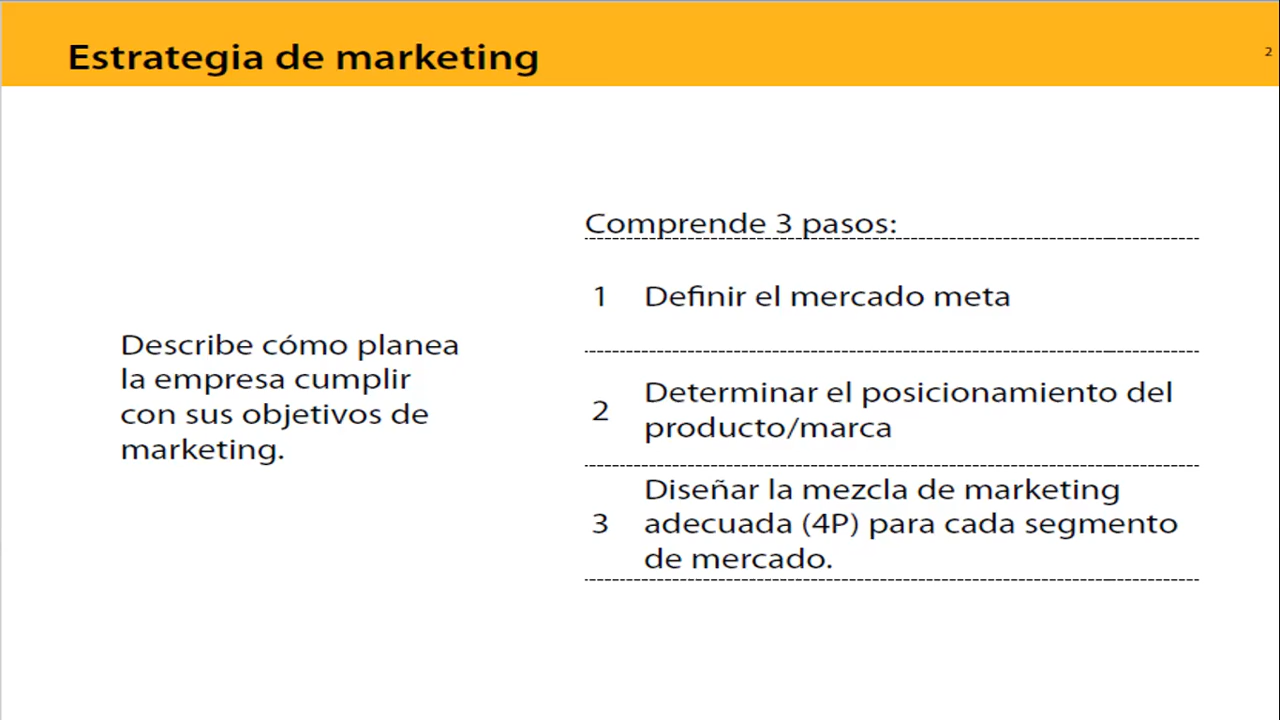 Estrategia de marketing
2
Describe cómo planea
la empresa cumplir
con sus objetivos de
marketing.
Comprende 3 pasos:
1 Definir el mercado meta
2 Determinar el posicionamiento del
producto/marca
3 Diseñar la mezcla de marketing
adecuada (4P) para cada segmento
de mercado.